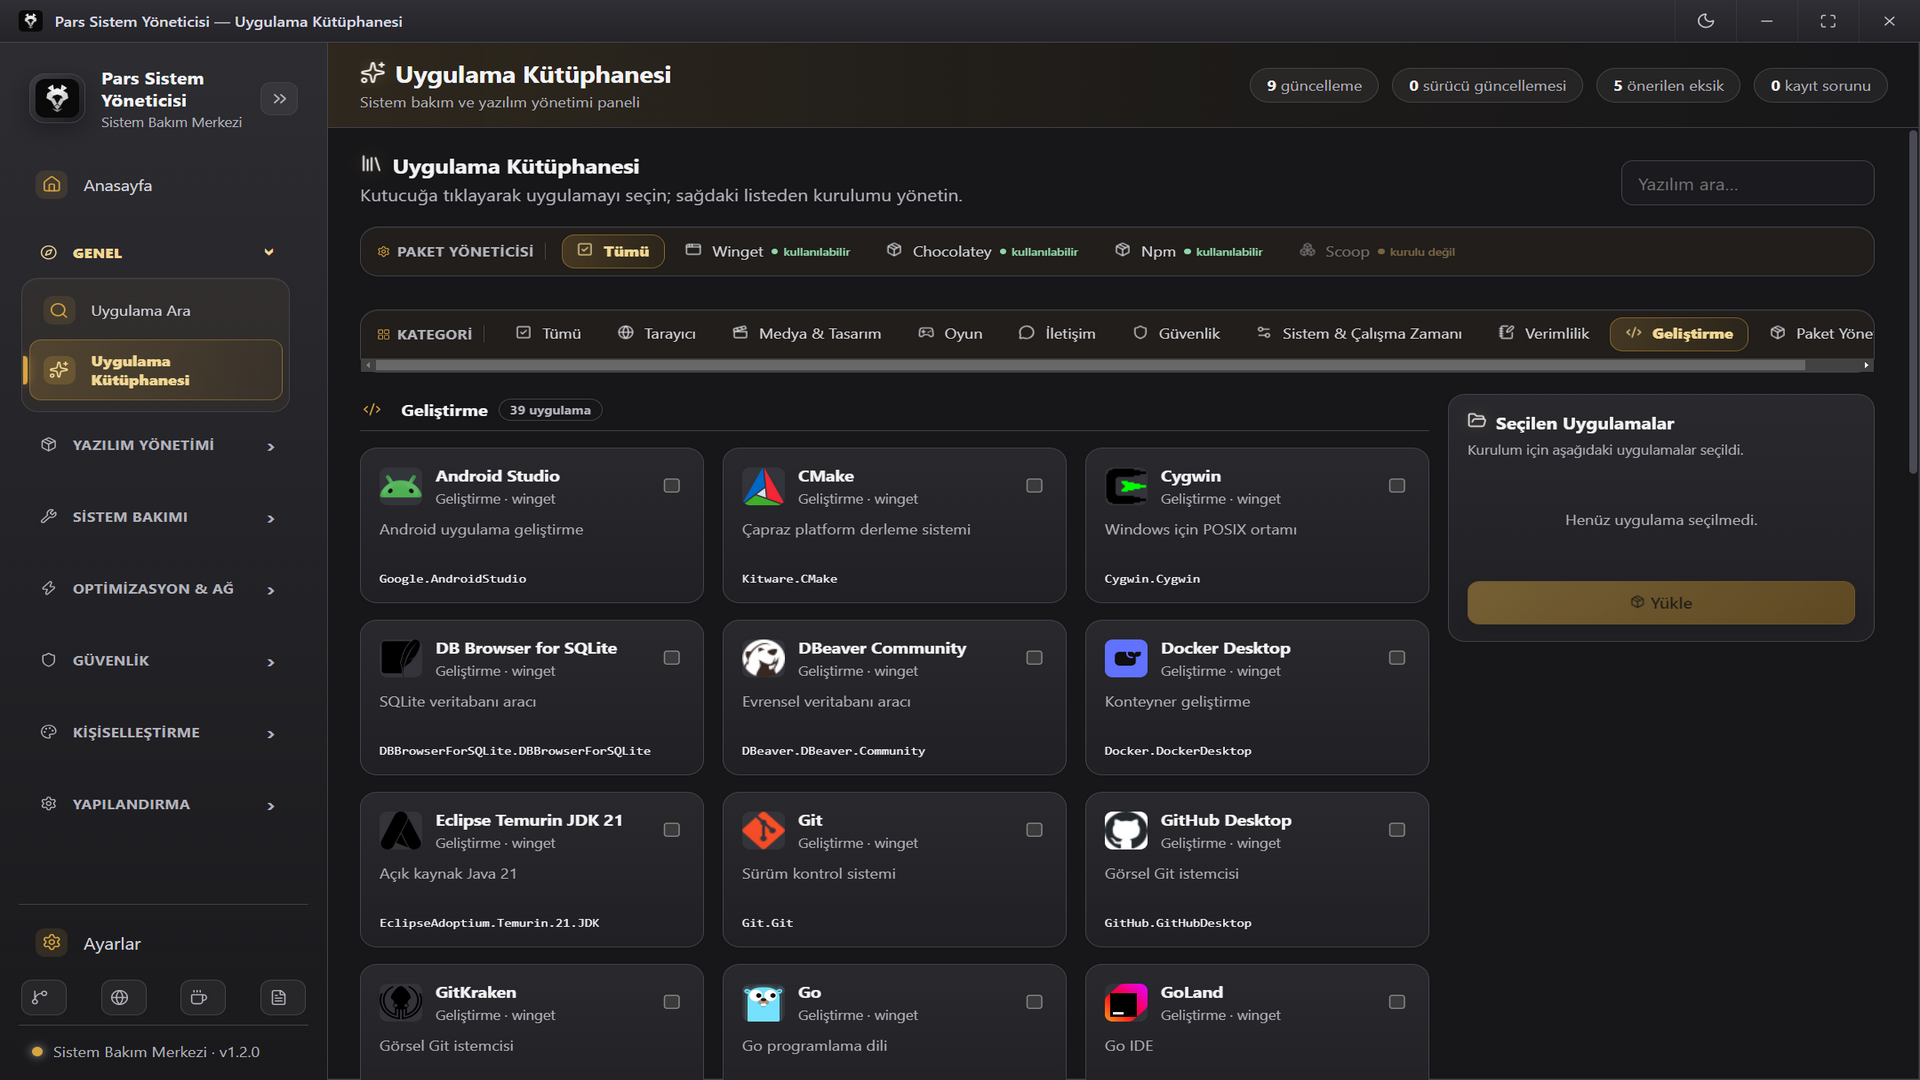 Pars Sistem Yöneticisi — Uygulama Kütüphanesi
Pars Sistem
Yöneticisi
Sistem Bakım Merkezi
Anasayfa
GENEL
Uygulama Ara
Uygulama
Kütüphanesi
YAZILIM YÖNETİMİ
SİSTEM BAKIMI
OPTİMİZASYON & AĞ
GÜVENLİK
KİŞİSELLEŞTİRME
YAPILANDIRMA
Ayarlar
Sistem Bakım Merkezi · v1.2.0
Uygulama Kütüphanesi
Sistem bakım ve yazılım yönetimi paneli
9 güncelleme
0 sürücü güncellemesi
5 önerilen eksik
0 kayıt sorunu
Uygulama Kütüphanesi
Kutucuğa tıklayarak uygulamayı seçin; sağdaki listeden kurulumu yönetin.
Yazılım ara...
PAKET YÖNETİCİSİ
Tümü
Winget • kullanılabilir
Chocolatey • kullanılabilir
Npm • kullanılabilir
Scoop • kurulu değil
KATEGORİ
Tümü
Tarayıcı
Medya & Tasarım
Oyun
İletişim
Güvenlik
Sistem & Çalışma Zamanı
Verimlilik
Geliştirme
Paket Yöne
Geliştirme
39 uygulama
Android Studio
Geliştirme · winget
Android uygulama geliştirme
Google.AndroidStudio
CMake
Geliştirme · winget
Çapraz platform derleme sistemi
Kitware.CMake
Cygwin
Geliştirme · winget
Windows için POSIX ortamı
Cygwin.Cygwin
DB Browser for SQLite
Geliştirme · winget
SQLite veritabanı aracı
DBBrowserForSQLite.DBBrowserForSQLite
DBeaver Community
Geliştirme · winget
Evrensel veritabanı aracı
DBeaver.DBeaver.Community
Docker Desktop
Geliştirme · winget
Konteyner geliştirme
Docker.DockerDesktop
Eclipse Temurin JDK 21
Geliştirme · winget
Açık kaynak Java 21
EclipseAdoptium.Temurin.21.JDK
Git
Geliştirme · winget
Sürüm kontrol sistemi
Git.Git
GitHub Desktop
Geliştirme · winget
Görsel Git istemcisi
GitHub.GitHubDesktop
GitKraken
Geliştirme · winget
Görsel Git istemcisi
Go
Geliştirme · winget
Go programlama dili
GoLand
Geliştirme · winget
Go IDE
Seçilen Uygulamalar
Kurulum için aşağıdaki uygulamalar seçildi.
Henüz uygulama seçilmedi.
Yükle